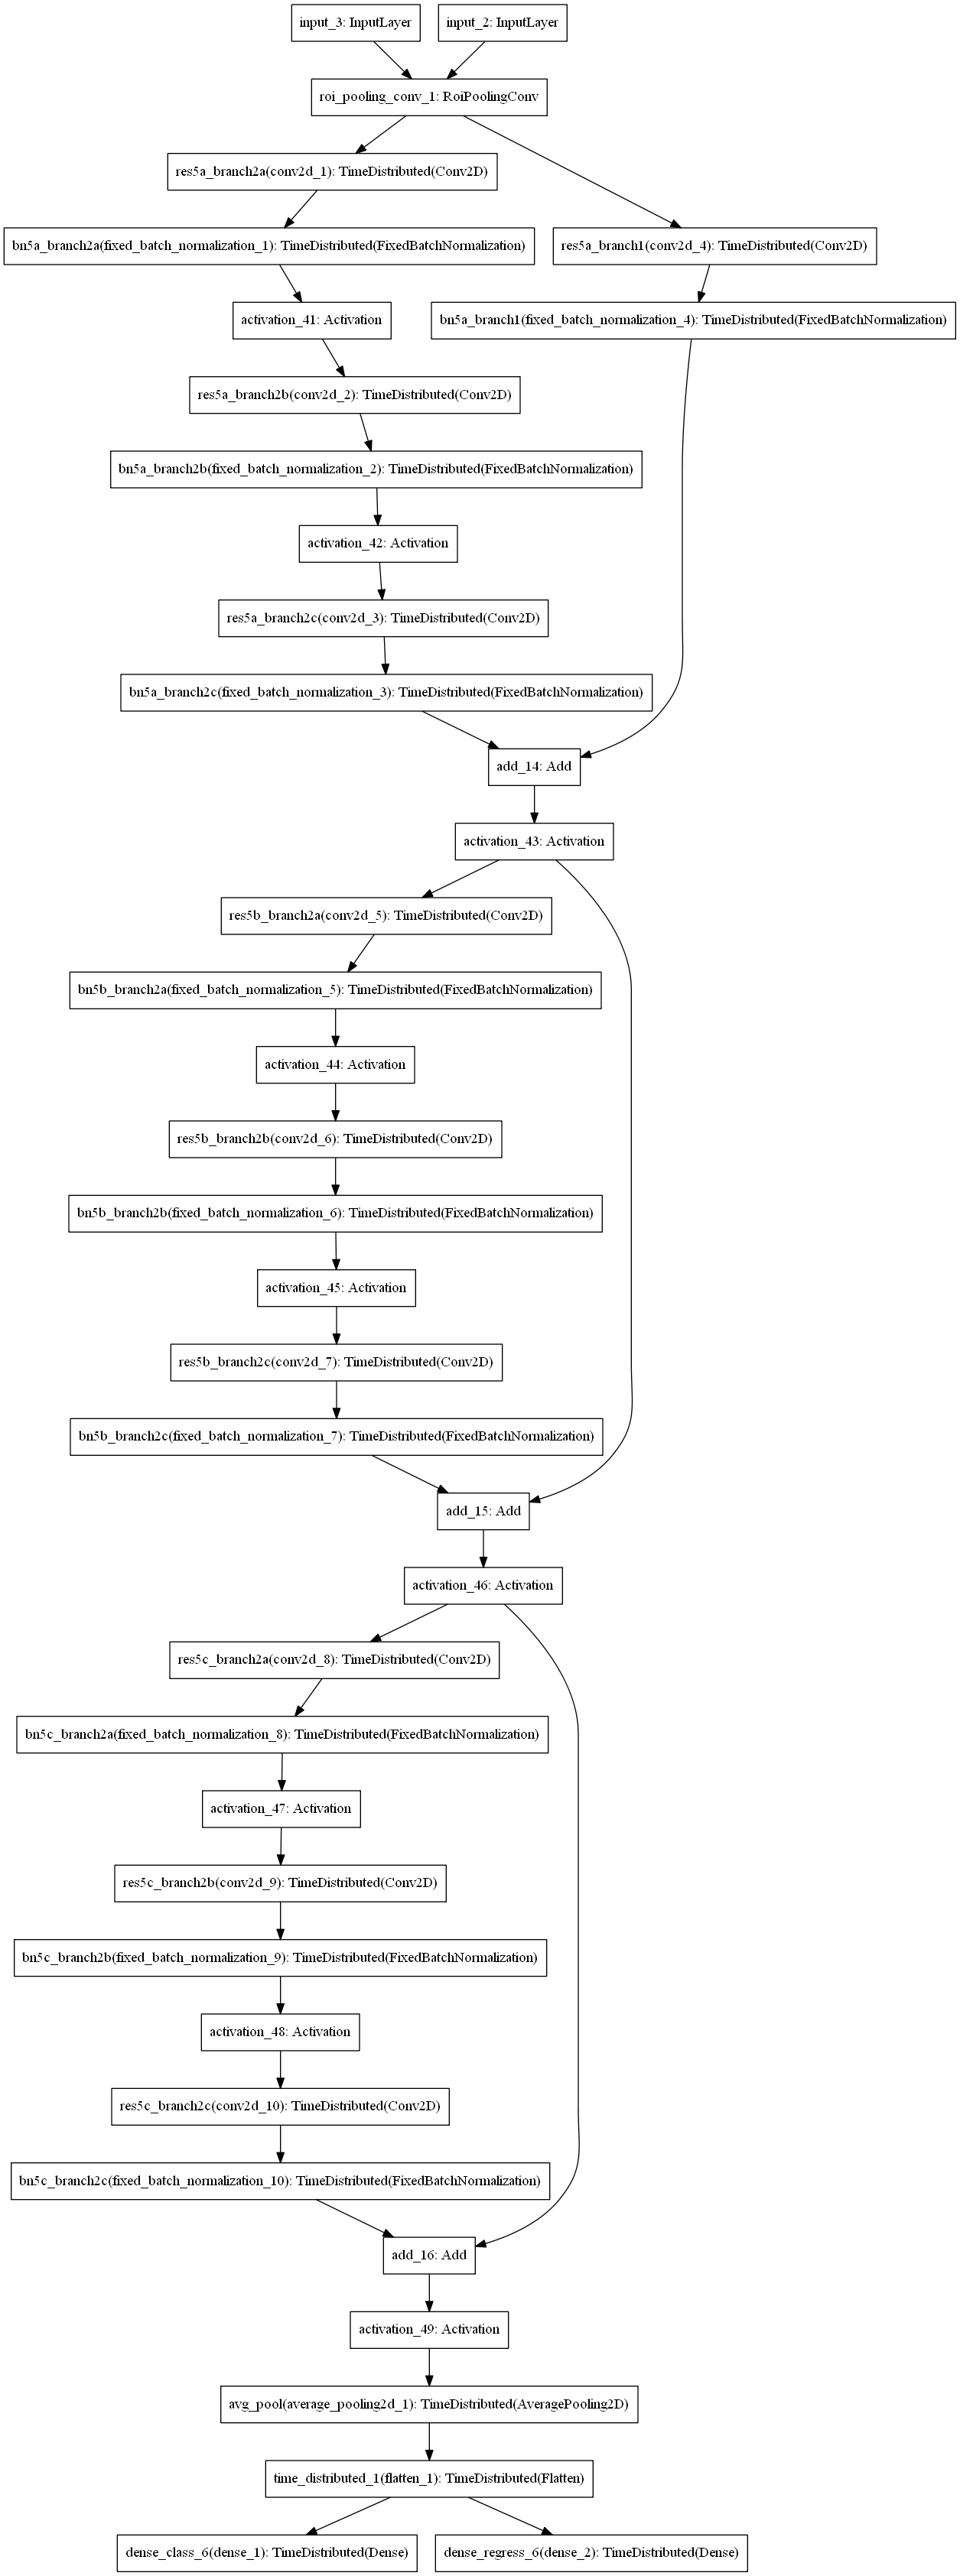 input_3: InputLayer
input_2: InputLayer
roi_pooling_conv_1: RoiPoolingConv
res5a_branch2a(conv2d_1): TimeDistributed(Conv2D)
bn5a_branch2a(fixed_batch_normalization_1): TimeDistributed(FixedBatchNormalization)
res5a_branch1(conv2d_4): TimeDistributed(Conv2D)
activation_41: Activation
bn5a_branch1(fixed_batch_normalization_4): TimeDistributed(FixedBatchNormalization)
res5a_branch2b(conv2d_2): TimeDistributed(Conv2D)
bn5a_branch2b(fixed_batch_normalization_2): TimeDistributed(FixedBatchNormalization)
activation_42: Activation
res5a_branch2c(conv2d_3): TimeDistributed(Conv2D)
bn5a_branch2c(fixed_batch_normalization_3): TimeDistributed(FixedBatchNormalization)
add_14: Add
activation_43: Activation
res5b_branch2a(conv2d_5): TimeDistributed(Conv2D)
bn5b_branch2a(fixed_batch_normalization_5): TimeDistributed(FixedBatchNormalization)
activation_44: Activation
res5b_branch2b(conv2d_6): TimeDistributed(Conv2D)
bn5b_branch2b(fixed_batch_normalization_6): TimeDistributed(FixedBatchNormalization)
activation_45: Activation
res5b_branch2c(conv2d_7): TimeDistributed(Conv2D)
bn5b_branch2c(fixed_batch_normalization_7): TimeDistributed(FixedBatchNormalization)
add_15: Add
activation_46: Activation
res5c_branch2a(conv2d_8): TimeDistributed(Conv2D)
bn5c_branch2a(fixed_batch_normalization_8): TimeDistributed(FixedBatchNormalization)
activation_47: Activation
res5c_branch2b(conv2d_9): TimeDistributed(Conv2D)
bn5c_branch2b(fixed_batch_normalization_9): TimeDistributed(FixedBatchNormalization)
activation_48: Activation
res5c_branch2c(conv2d_10): TimeDistributed(Conv2D)
bn5c_branch2c(fixed_batch_normalization_10): TimeDistributed(FixedBatchNormalization)
add_16: Add
activation_49: Activation
avg_pool(average_pooling2d_1): TimeDistributed(AveragePooling2D)
time_distributed_1(flatten_1): TimeDistributed(Flatten)
dense_class_6(dense_1): TimeDistributed(Dense)
dense_regress_6(dense_2): TimeDistributed(Dense)